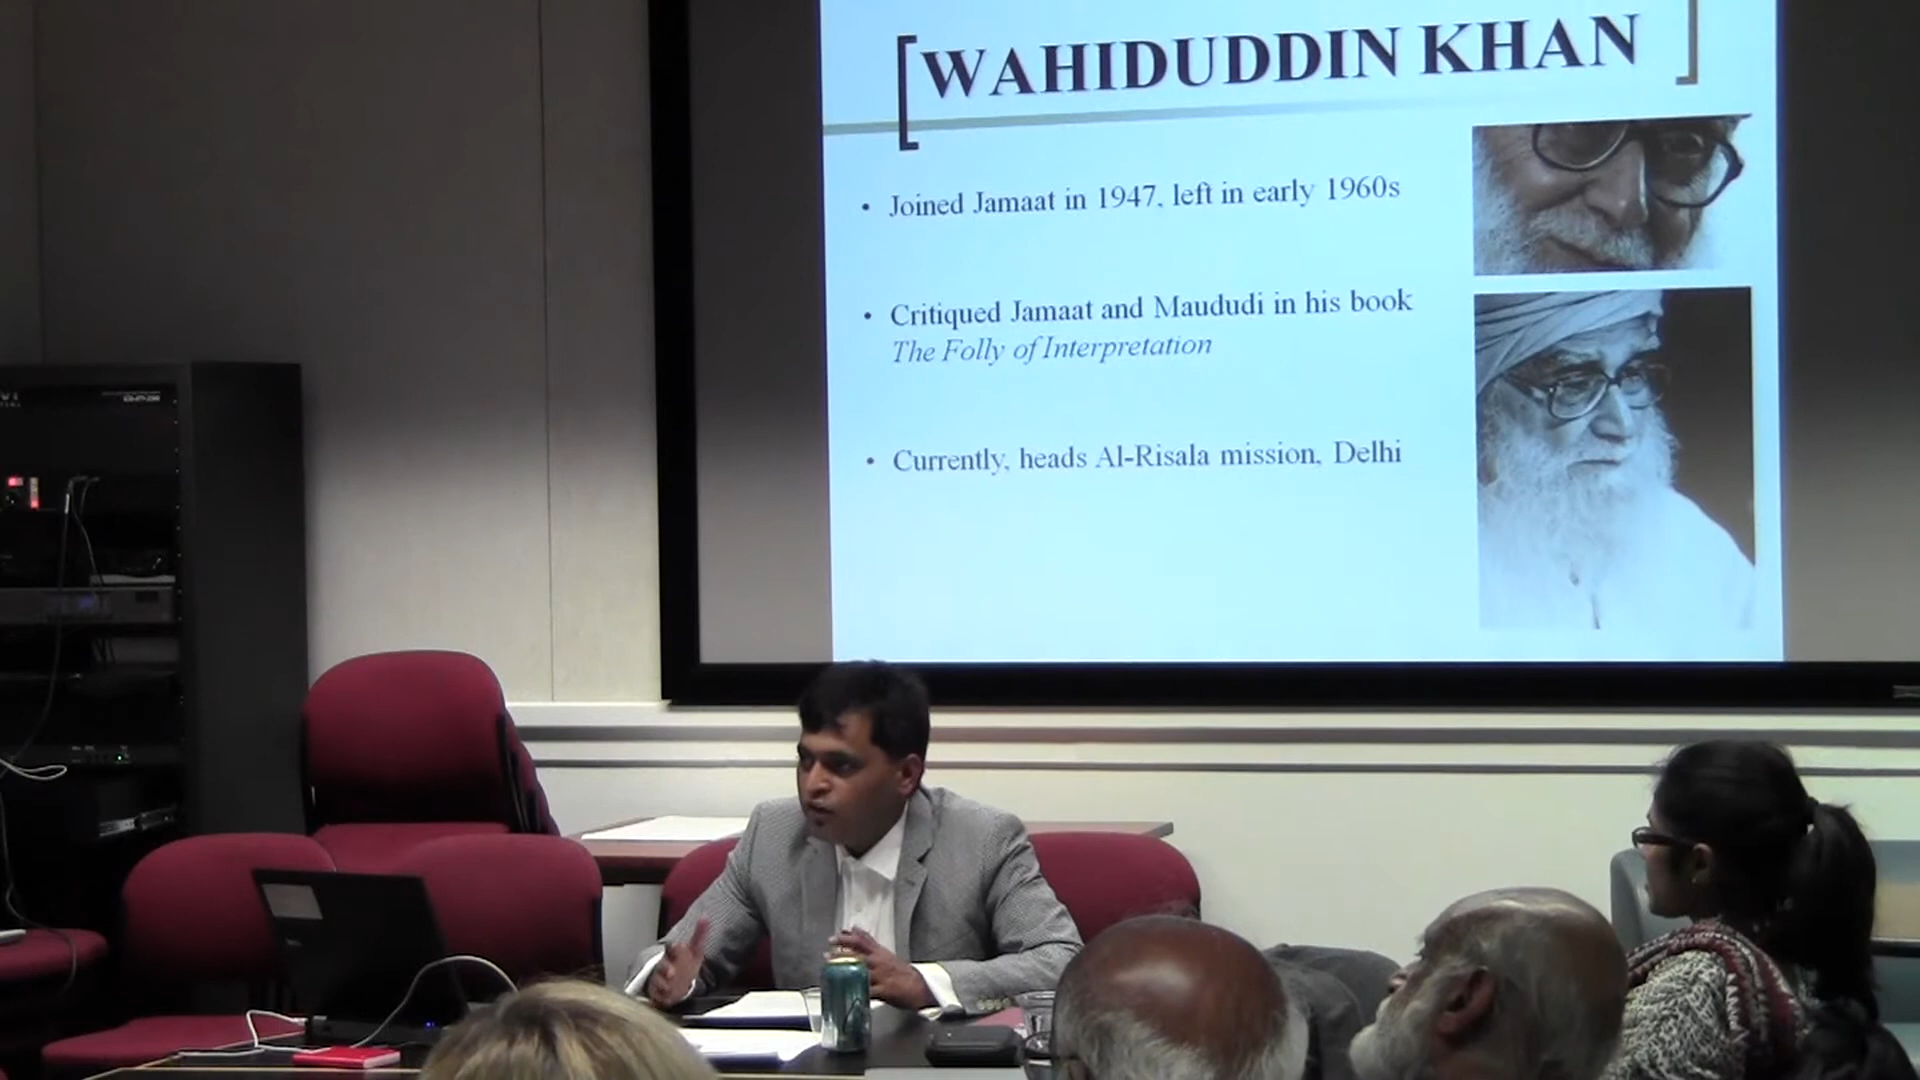 WAHIDUDDIN KHAN
• Joined Jamaat in 1947, left in early 1960s
• Critiqued Jamaat and Maududi in his book
The Folly of Interpretation
• Currently, heads Al-Risala mission, Delhi